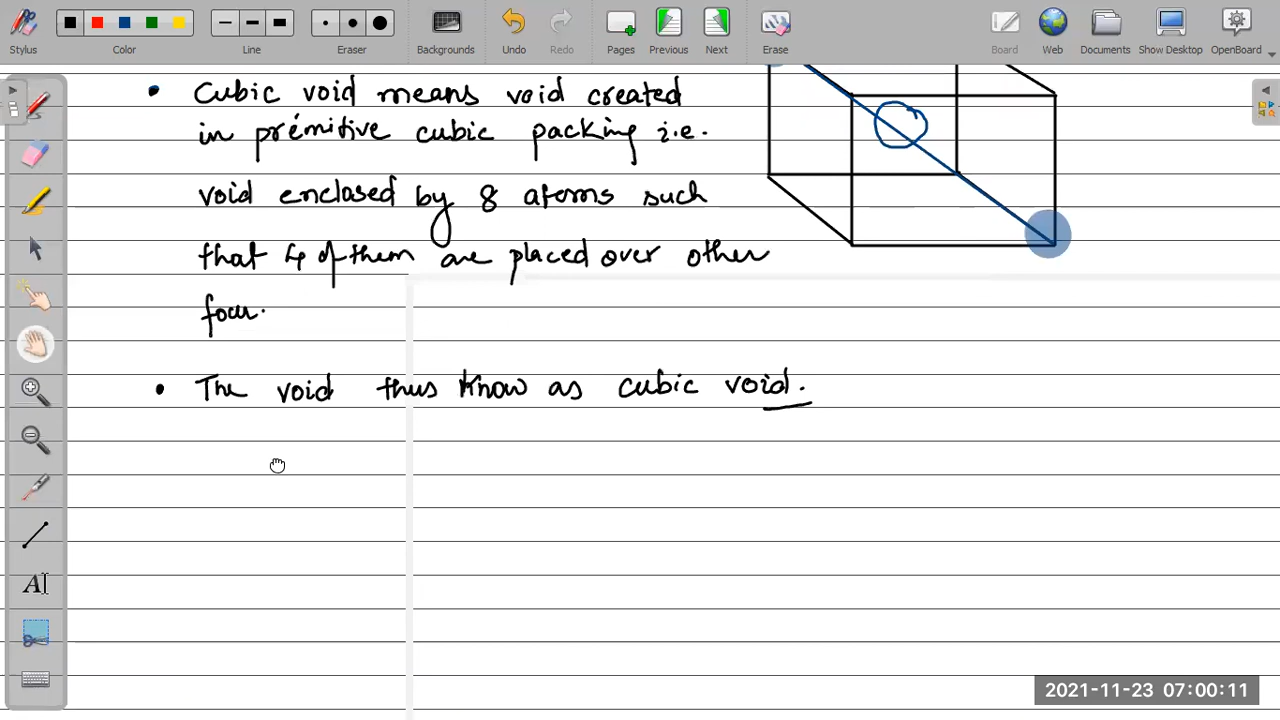 Stylus
Color
Line
Eraser
Backgrounds
Undo
Redo
Pages
Previous
Next
Erase
Board
Web
Documents
Show Desktop
OpenBoard
• Cubic void means void created
in primitive cubic packing i.e.
void enclosed by 8 atoms such
that 4 of them are placed over other
four.
• The void thus know as cubic void.
A
2021-11-23 07:00:11